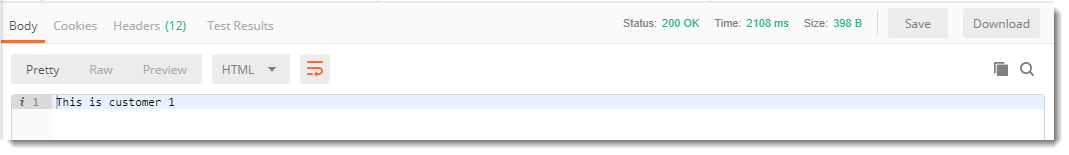 Body Cookies Headers (12) Test Results Status: 200 OK Time: 2108 ms Size: 398 B Save Download
Pretty Raw Preview HTML
i 1 This is customer 1